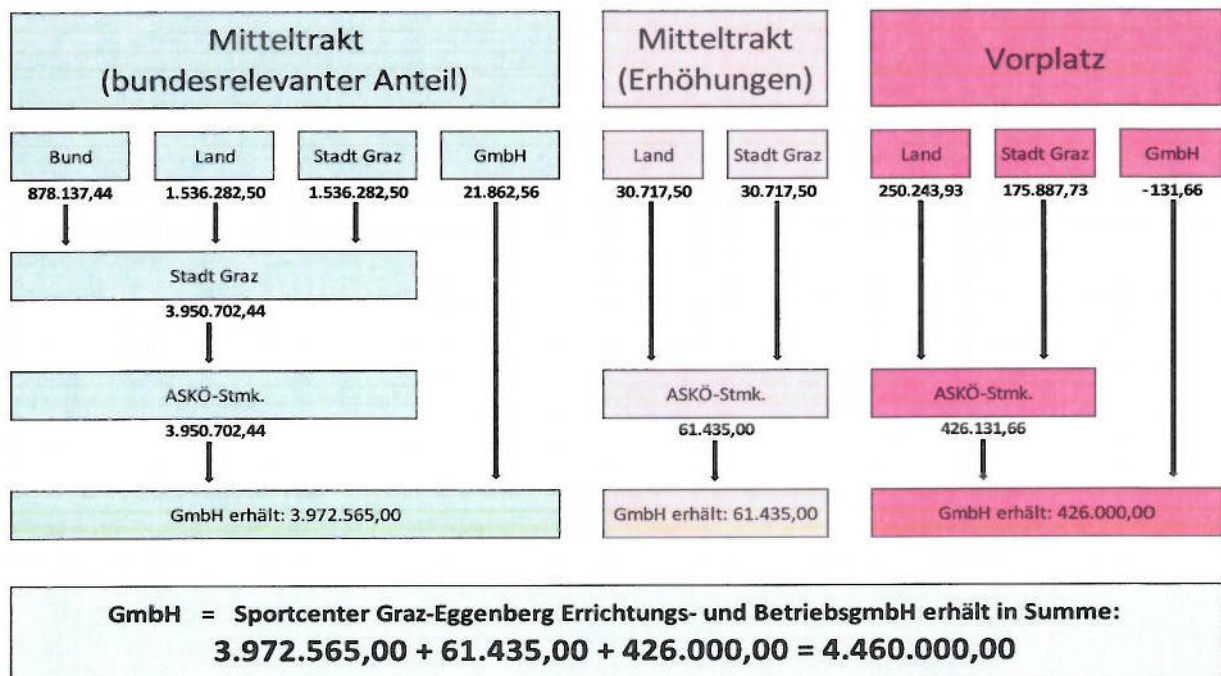 Mitteltrakt
(bundesrelevanter Anteil)
Bund Land Stadt Graz GmbH
878.137,44 1.536.282,50 1.536.282,50 21.862,56
Stadt Graz
3.950.702,44
ASKÖ-Stmk.
3.950.702,44
GmbH erhält: 3.972.565,00
Mitteltrakt
(Erhöhungen)
Land Stadt Graz
30.717,50 30.717,50
ASKÖ-Stmk.
61.435,00
GmbH erhält: 61.435,00
Vorplatz
Land Stadt Graz GmbH
250.243,93 175.887,73 -131,66
ASKÖ-Stmk.
426.131,66
GmbH erhält: 426.000,00
GmbH = Sportcenter Graz-Eggenberg Errichtungs- und BetriebsgmbH erhält in Summe:
3.972.565,00 + 61.435,00 + 426.000,00 = 4.460.000,00